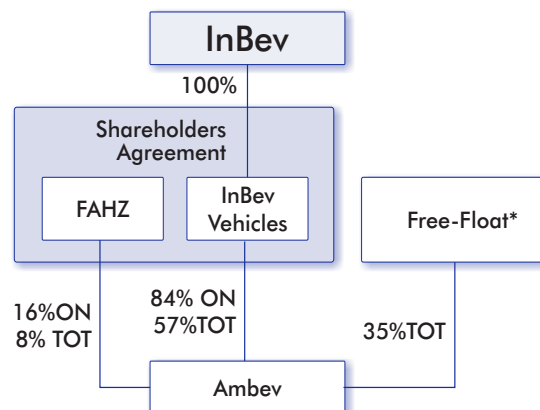 InBev
100%
Shareholders
Agreement
FAHZ
InBev
Vehicles
Free-Float*
16%ON
8% TOT
84% ON
57%TOT
35%TOT
Ambev